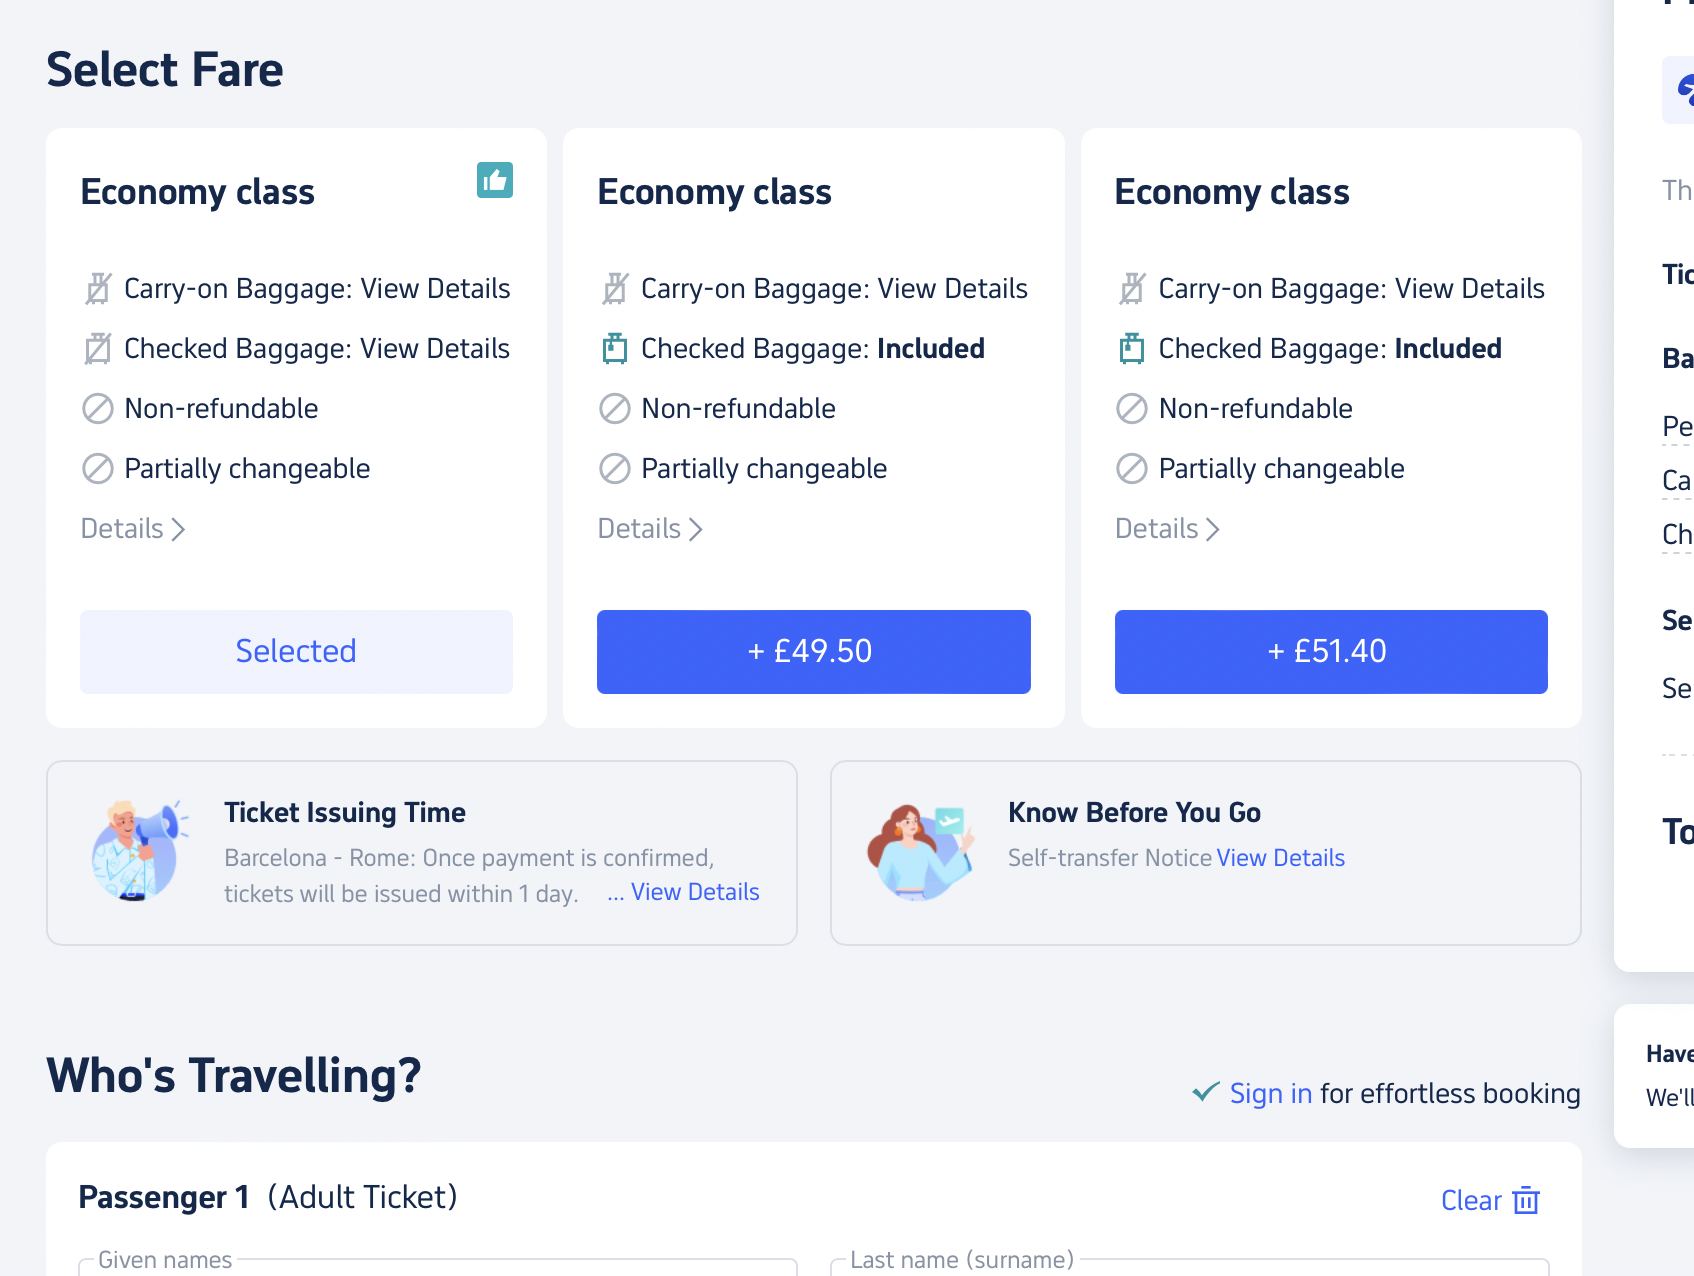 Select Fare
Economy class
Carry-on Baggage: View Details
Checked Baggage: View Details
Non-refundable
Partially changeable
Details
Selected
Economy class
Carry-on Baggage: View Details
Checked Baggage: Included
Non-refundable
Partially changeable
Details
+ £49.50
Economy class
Carry-on Baggage: View Details
Checked Baggage: Included
Non-refundable
Partially changeable
Details
+ £51.40
Ticket Issuing Time
Barcelona - Rome: Once payment is confirmed,
tickets will be issued within 1 day. ... View Details
Know Before You Go
Self-transfer Notice View Details
Who's Travelling?
Sign in for effortless booking
Passenger 1 (Adult Ticket)
Clear
Given names
Last name (surname)
Th
Tic
Ba
Pe
Ca
Ch
Se
Se
To
Have
We'll